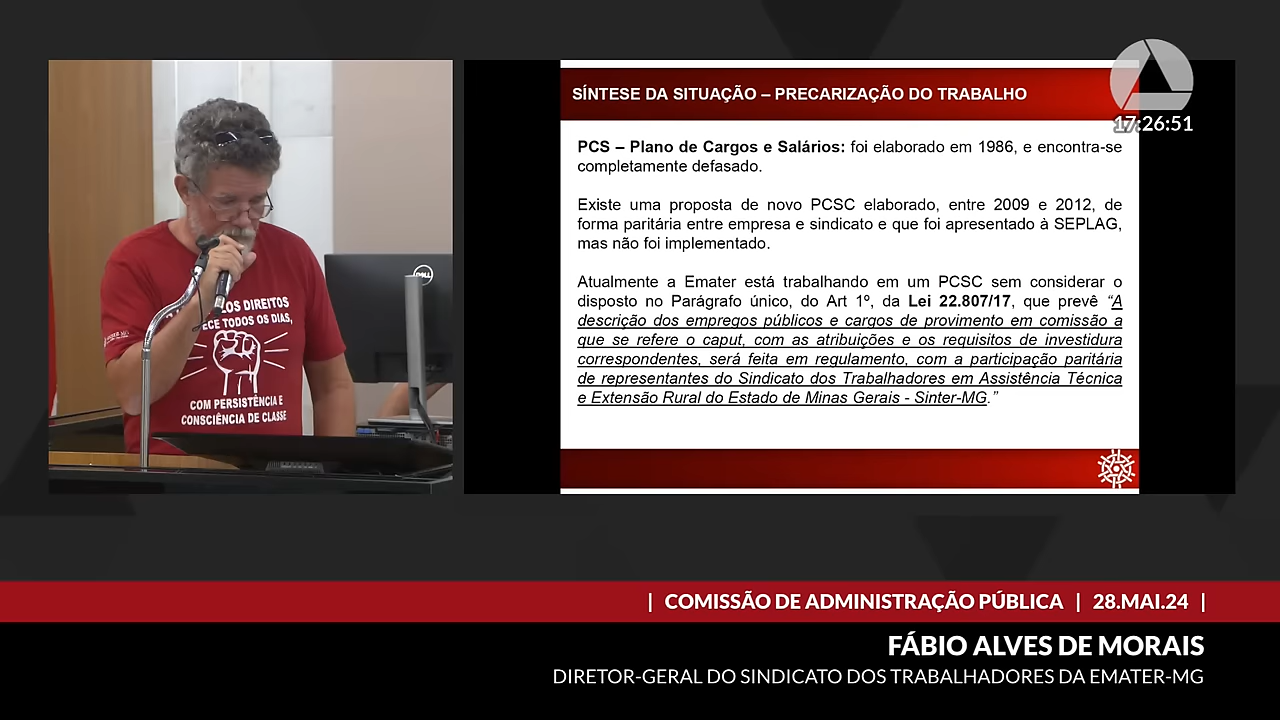 SÍNTESE DA SITUAÇÃO – PRECARIZAÇÃO DO TRABALHO
17:26:51
PCS – Plano de Cargos e Salários: foi elaborado em 1986, e encontra-se
completamente defasado.
Existe uma proposta de novo PCSC elaborado, entre 2009 e 2012, de
forma paritária entre empresa e sindicato e que foi apresentado à SEPLAG,
mas não foi implementado.
Atualmente a Emater está trabalhando em um PCSC sem considerar o
disposto no Parágrafo único, do Art 1º, da Lei 22.807/17, que prevê “A
descrição dos empregos públicos e cargos de provimento em comissão a
que se refere o caput, com as atribuições e os requisitos de investidura
correspondentes, será feita em regulamento, com a participação paritária
de representantes do Sindicato dos Trabalhadores em Assistência Técnica
e Extensão Rural do Estado de Minas Gerais - Sinter-MG.”
DELL
LOS DIREITOS
ECE TODOS OS DIAS,
COM PERSISTÊNCIA E
CONSCIÊNCIA DE CLASSE
| COMISSÃO DE ADMINISTRAÇÃO PÚBLICA | 28.MAI.24 |
FÁBIO ALVES DE MORAIS
DIRETOR-GERAL DO SINDICATO DOS TRABALHADORES DA EMATER-MG